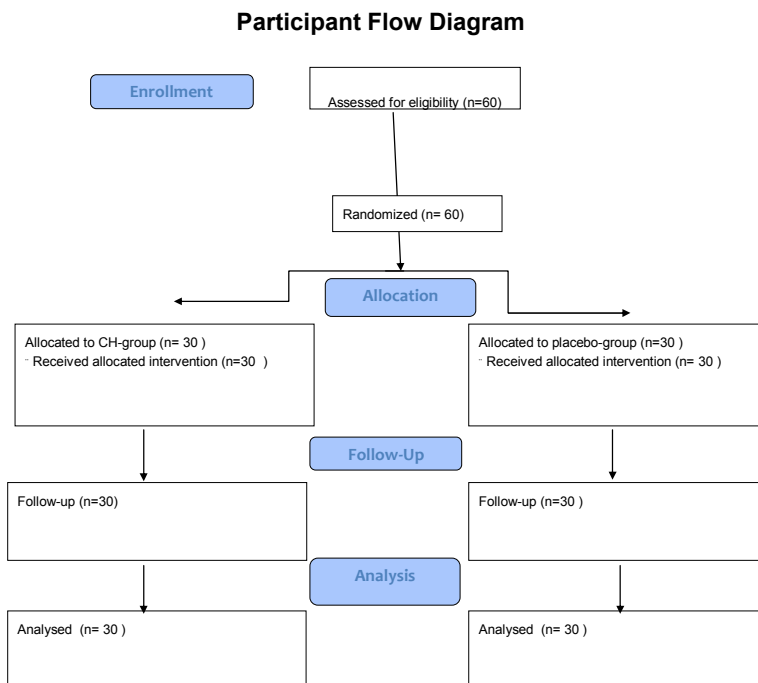 Participant Flow Diagram
Enrollment
Assessed for eligibility (n=60)
Randomized (n= 60)
Allocation
Allocated to CH-group (n= 30 )
¨ Received allocated intervention (n=30 )
Allocated to placebo-group (n=30 )
¨ Received allocated intervention (n= 30 )
Follow-Up
Follow-up (n=30)
Follow-up (n=30 )
Analysis
Analysed (n= 30 )
Analysed (n= 30 )